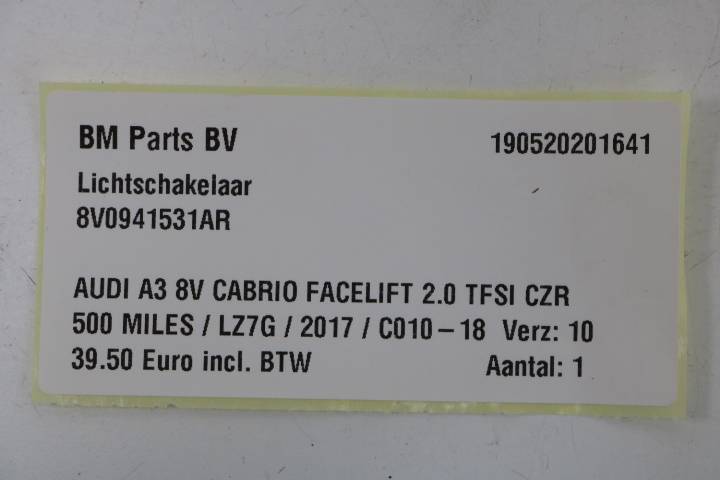 BM Parts BV 190520201641
Lichtschakelaar
8V0941531AR
AUDI A3 8V CABRIO FACELIFT 2.0 TFSI CZR
500 MILES / LZ7G / 2017 / C010-18 Verz: 10
39.50 Euro incl. BTW Aantal: 1